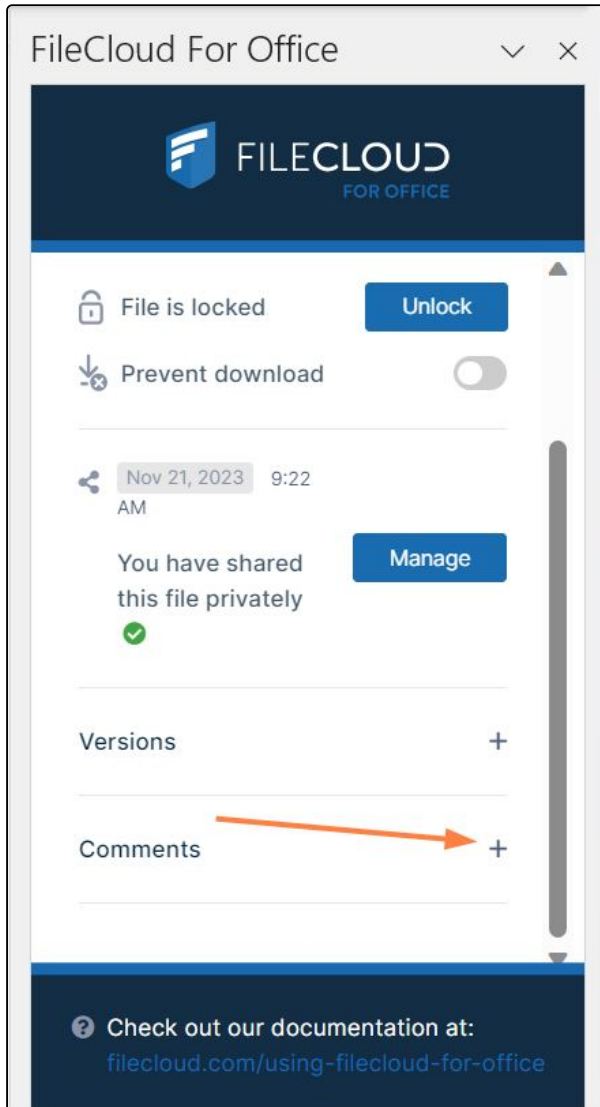 FileCloud For Office
FILECLOUD
FOR OFFICE
File is locked
Unlock
Prevent download
Nov 21, 2023 9:22
AM
You have shared
this file privately
Manage
Versions
Comments
Check out our documentation at:
filecloud.com/using-filecloud-for-office